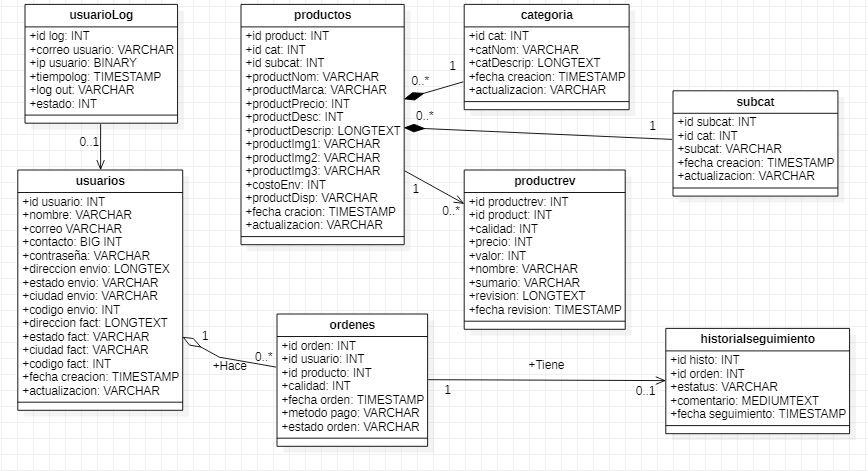 usuarioLog
+id log: INT
+correo usuario: VARCHAR
+ip usuario: BINARY
+tiempolog: TIMESTAMP
+log out: VARCHAR
+estado: INT
0..1
usuarios
+id usuario: INT
+nombre: VARCHAR
+correo VARCHAR
+contacto: BIG INT
+contraseña: VARCHAR
+direccion envio: LONGTEX
+estado envio: VARCHAR
+ciudad envio: VARCHAR
+codigo envio: INT
+direccion fact: LONGTEXT
+estado fact: VARCHAR
+ciudad fact: VARCHAR
+codigo fact: INT
+fecha creacion: TIMESTAMP
+actualizacion: VARCHAR
1
+Hace
0..*
productos
+id product: INT
+id cat: INT
+id subcat: INT
+productNom: VARCHAR
+productMarca: VARCHAR
+productPrecio: INT
+productDesc: INT
+productDescrip: LONGTEXT
+productImg1: VARCHAR
+productImg2: VARCHAR
+productImg3: VARCHAR
+costoEnv: INT
+productDisp: VARCHAR
+fecha cracion: TIMESTAMP
+actualizacion: VARCHAR
0..*
1
0..*
1
1
0..*
categoria
+id cat: INT
+catNom: VARCHAR
+catDescrip: LONGTEXT
+fecha creacion: TIMESTAMP
+actualizacion: VARCHAR
subcat
+id subcat: INT
+id cat: INT
+subcat: VARCHAR
+fecha creacion: TIMESTAMP
+actualizacion: VARCHAR
productrev
+id productrev: INT
+id product: INT
+calidad: INT
+precio: INT
+valor: INT
+nombre: VARCHAR
+sumario: VARCHAR
+revision: LONGTEXT
+fecha revision: TIMESTAMP
ordenes
+id orden: INT
+id usuario: INT
+id producto: INT
+calidad: INT
+fecha orden: TIMESTAMP
+metodo pago: VARCHAR
+estado orden: VARCHAR
+Tiene
1
0..1
historialseguimiento
+id histo: INT
+id orden: INT
+estatus: VARCHAR
+comentario: MEDIUMTEXT
+fecha seguimiento: TIMESTAMP